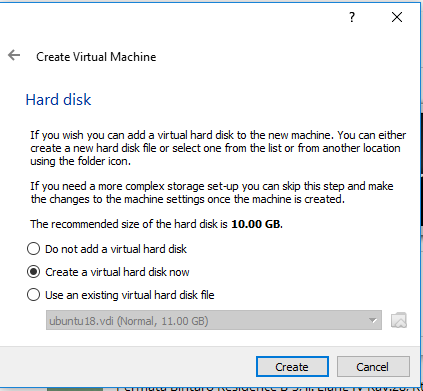 ?
Create Virtual Machine
Hard disk
If you wish you can add a virtual hard disk to the new machine. You can either
create a new hard disk file or select one from the list or from another location
using the folder icon.
If you need a more complex storage set-up you can skip this step and make
the changes to the machine settings once the machine is created.
The recommended size of the hard disk is 10.00 GB.
Do not add a virtual hard disk
Create a virtual hard disk now
Use an existing virtual hard disk file
ubuntu18.vdi (Normal, 11.00 GB)
Create Cancel